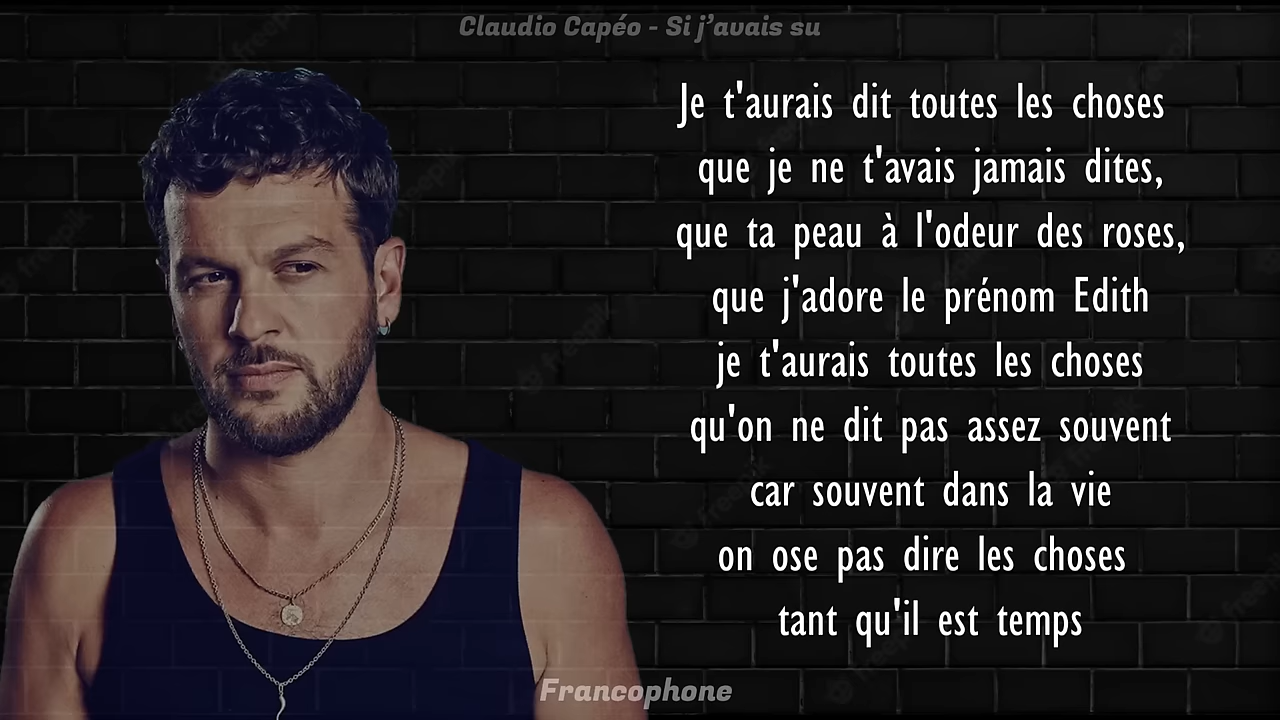 Claudio Capéo - Si j'avais su
Je t'aurais dit toutes les choses
que je ne t'avais jamais dites,
que ta peau à l'odeur des roses,
que j'adore le prénom Edith
je t'aurais toutes les choses
qu'on ne dit pas assez souvent
car souvent dans la vie
on ose pas dire les choses
tant qu'il est temps
Francophone